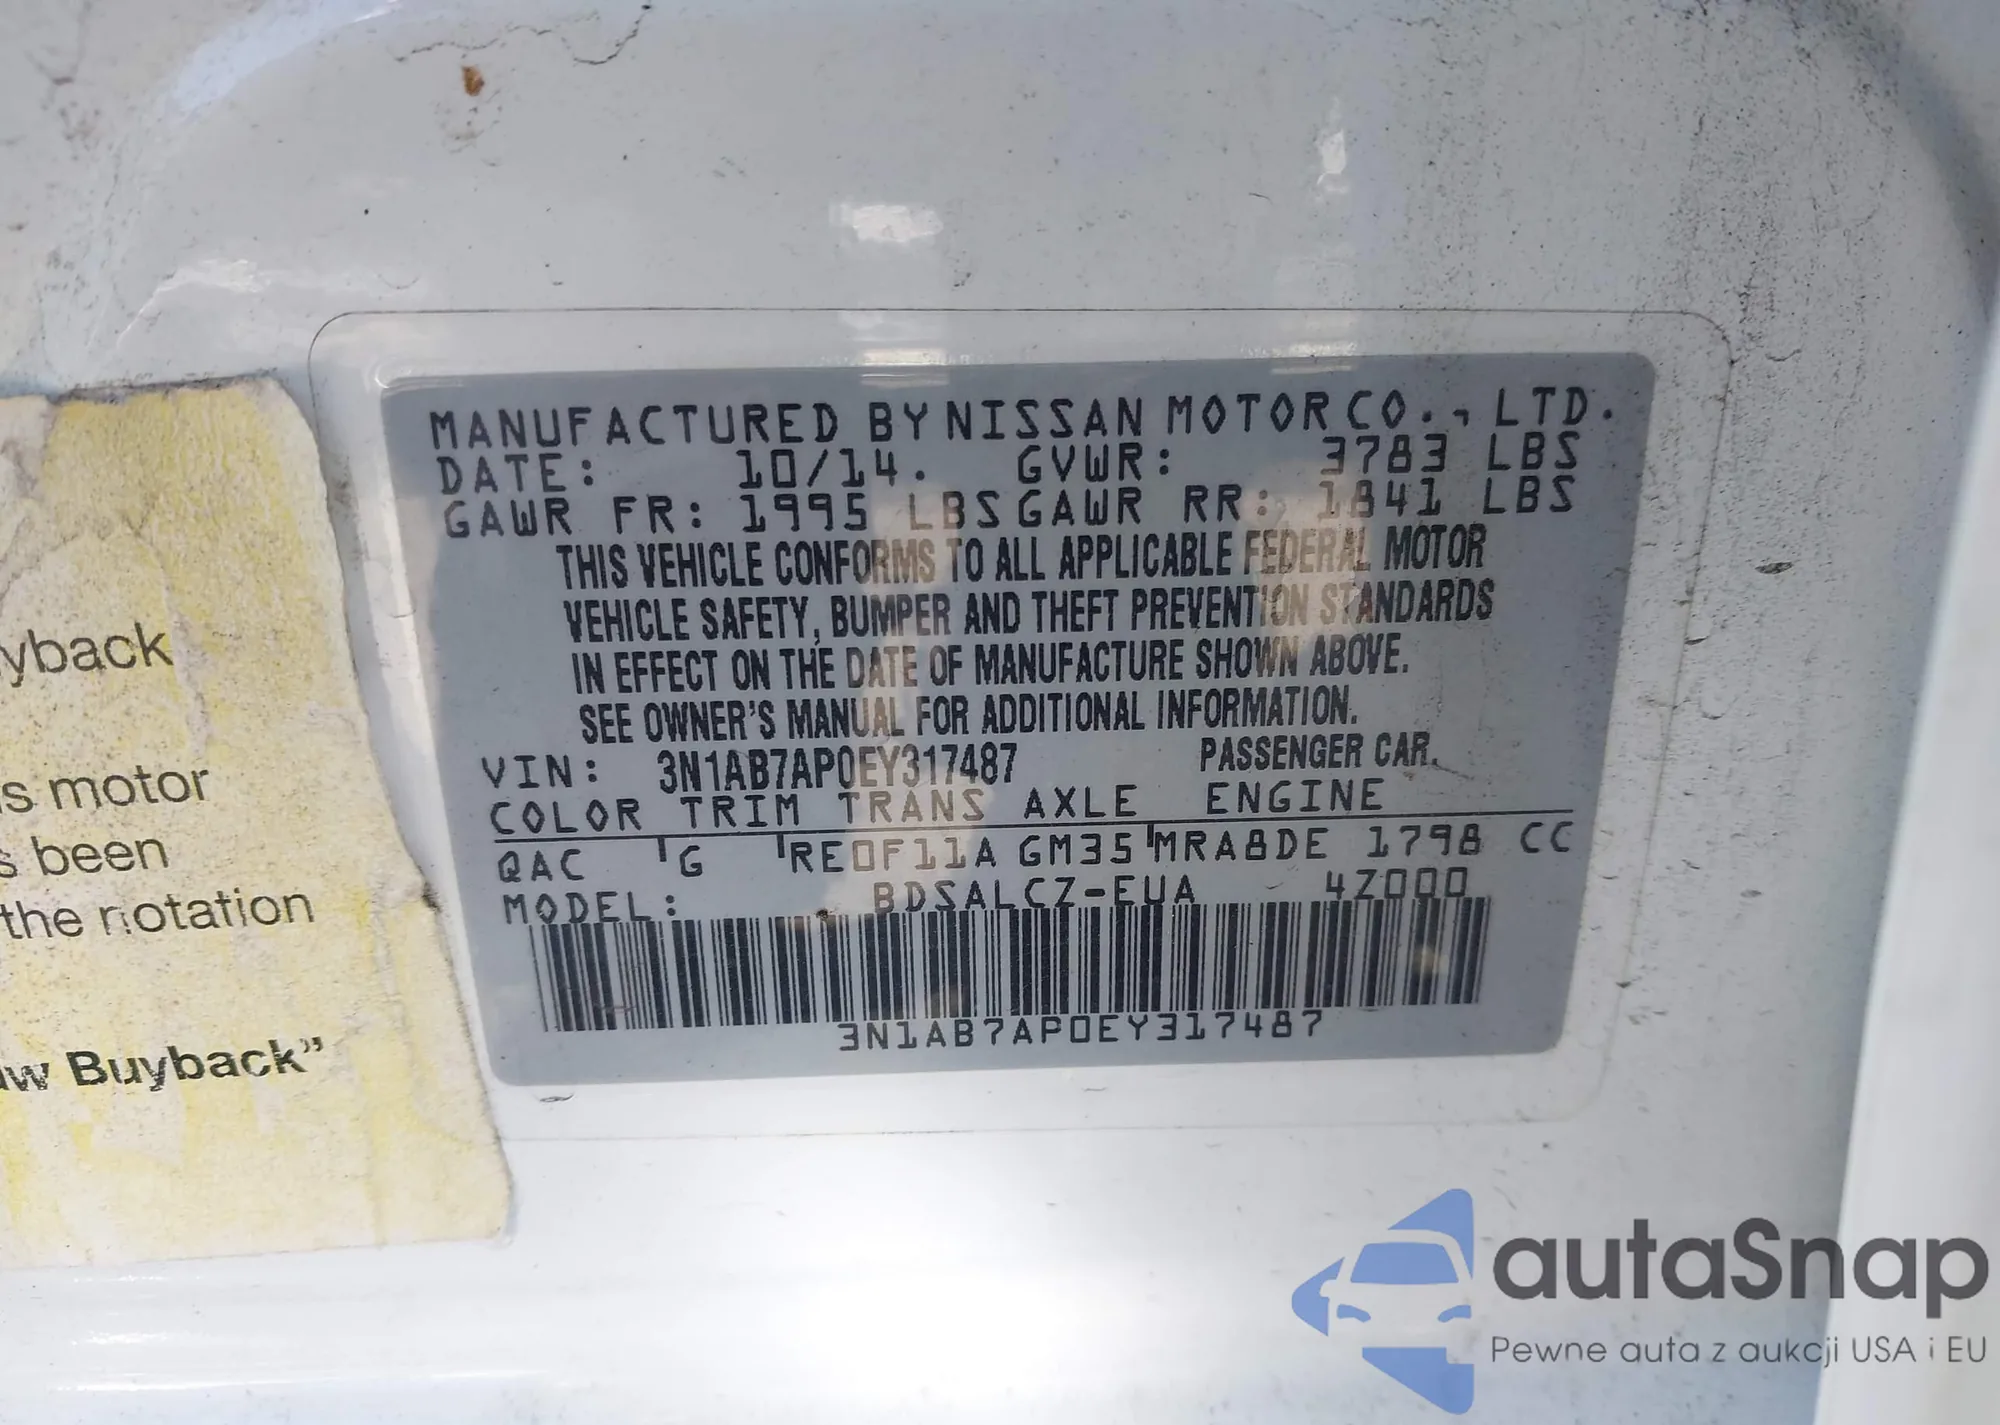 MANUFACTURED BY NISSAN MOTOR CO., LTD.
DATE: 10/14. GVWR: 3783 LBS
GAWR FR: 1995 LBS GAWR RR: 1841 LBS
THIS VEHICLE CONFORMS TO ALL APPLICABLE FEDERAL MOTOR
VEHICLE SAFETY, BUMPER AND THEFT PREVENTION STANDARDS
IN EFFECT ON THE DATE OF MANUFACTURE SHOWN ABOVE.
SEE OWNER'S MANUAL FOR ADDITIONAL INFORMATION.
VIN: 3N1AB7AP0EY317487 PASSENGER CAR.
COLOR TRIM TRANS AXLE ENGINE
QAC G RE0F11A GM35 MRA8DE 1798 CC
MODEL: BDSALCZ-EUA 4Z000
3N1AB7AP0EY317487
yback
s motor
s been
the notation
aw Buyback”
autaSnap
Pewne auta z aukcji USA i EU